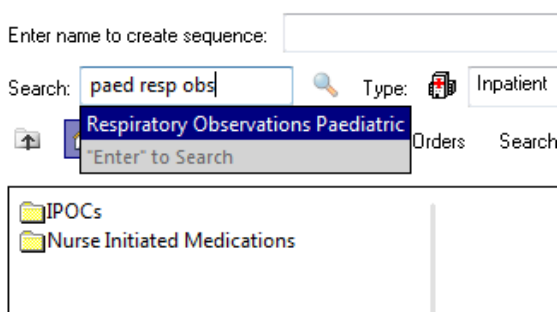 Enter name to create sequence:
Search: paed resp obs Type: Inpatient
Respiratory Observations Paediatric
"Enter" to Search
Orders Search
IPOCs
Nurse Initiated Medications